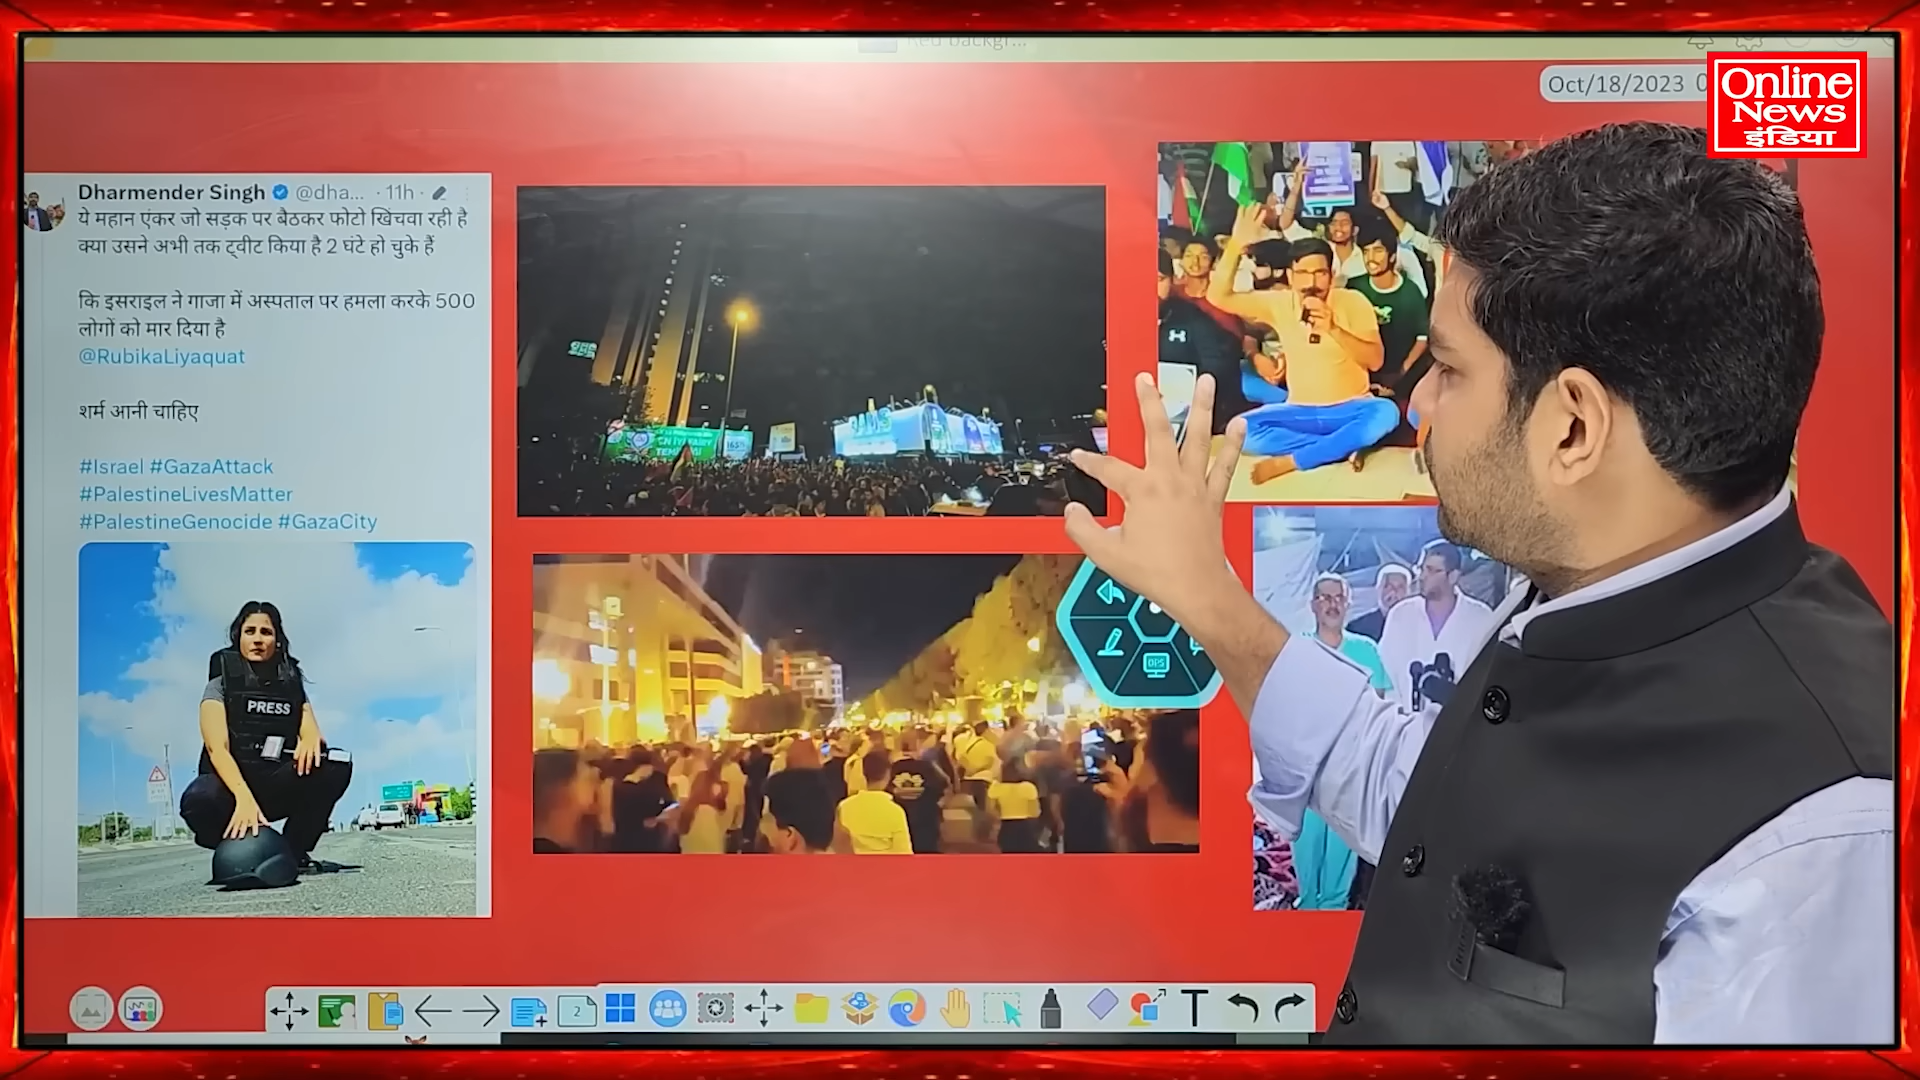 Oct/18/2023
Online
News
इंडिया
Dharmender Singh @dha... · 11h ·
ये महान एंकर जो सड़क पर बैठकर फोटो खिंचवा रही है
क्या उसने अभी तक ट्वीट किया है 2 घंटे हो चुके हैं
कि इसराइल ने गाजा में अस्पताल पर हमला करके 500
लोगों को मार दिया है
@RubikaLiyaquat
शर्म आनी चाहिए
#Israel #GazaAttack
#PalestineLivesMatter
#PalestineGenocide #GazaCity
PRESS
2
T